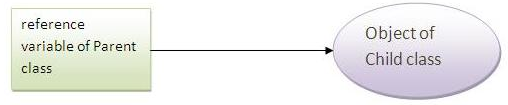 reference
variable of Parent
class
Object of
Child class